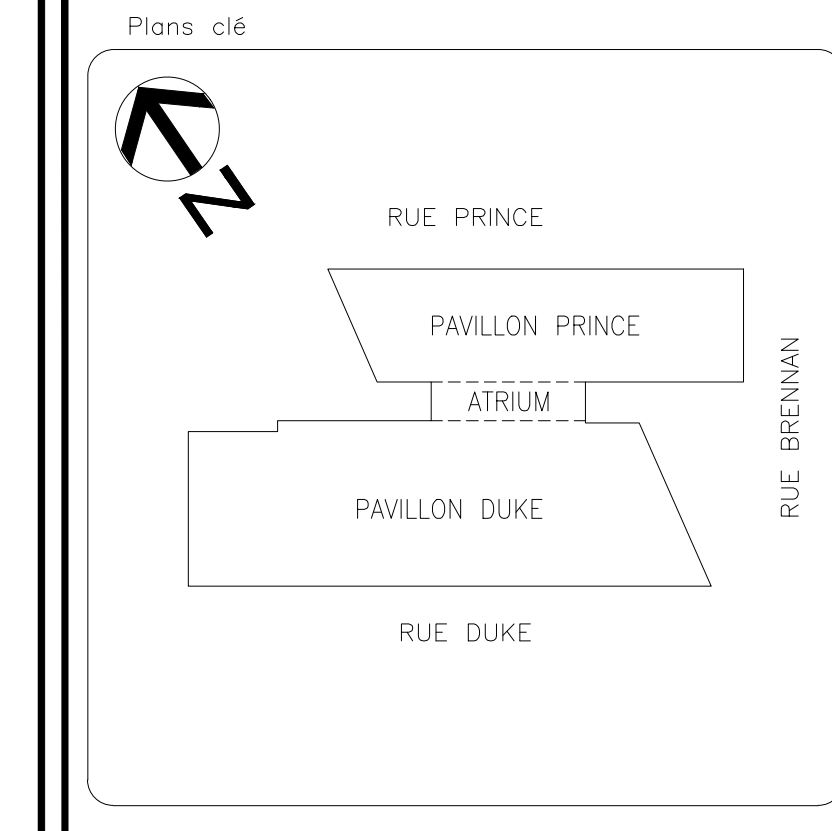 Plans clé
N
RUE PRINCE
PAVILLON PRINCE
RUE BRENNAN
ATRIUM
PAVILLON DUKE
RUE DUKE